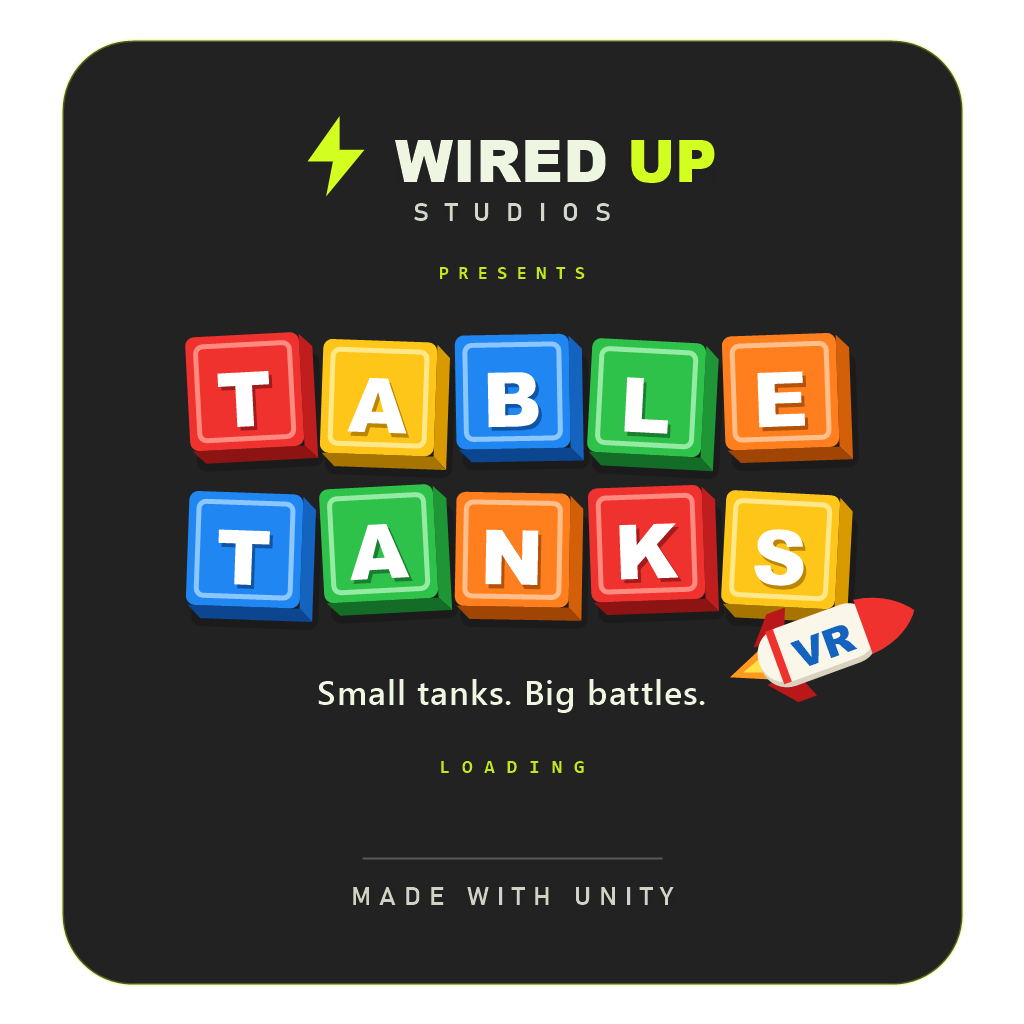 WIRED UP
STUDIOS
PRESENTS
TABLE
TANKS
VR
Small tanks. Big battles.
LOADING
MADE WITH UNITY